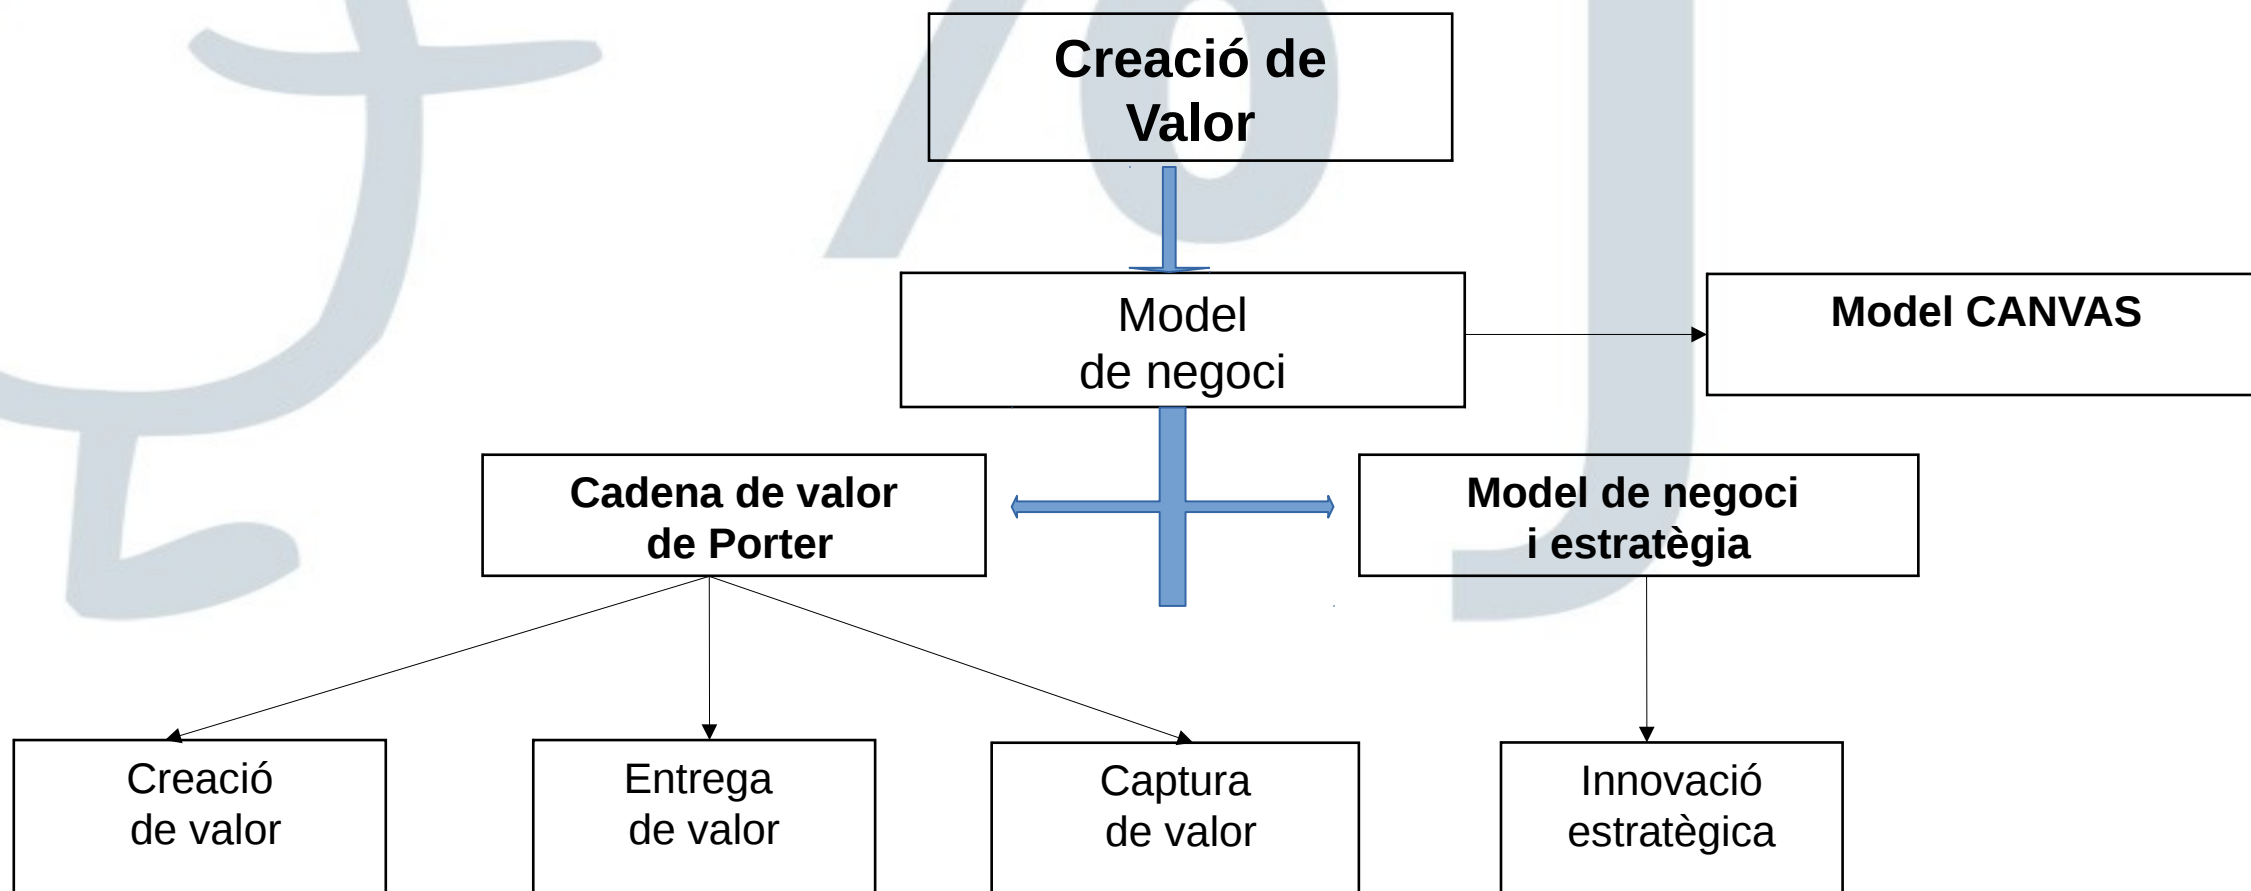 Creació de
Valor
Model
de negoci
Model CANVAS
Cadena de valor
de Porter
Model de negoci
i estratègia
Creació
de valor
Entrega
de valor
Captura
de valor
Innovació
estratègica